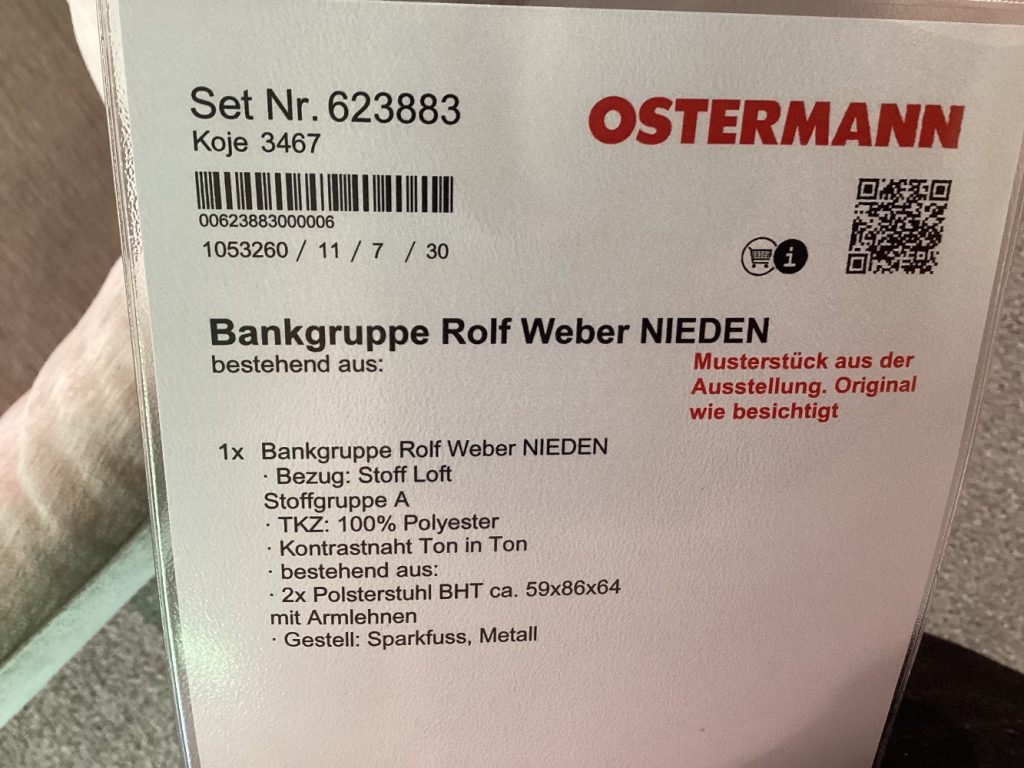 Set Nr. 623883
OSTERMANN
Koje 3467
00623883000006
1053260 / 11 / 7 / 30
i
Bankgruppe Rolf Weber NIEDEN
bestehend aus:
Musterstück aus der
Ausstellung. Original
wie besichtigt
1x Bankgruppe Rolf Weber NIEDEN
· Bezug: Stoff Loft
Stoffgruppe A
· TKZ: 100% Polyester
· Kontrastnaht Ton in Ton
· bestehend aus:
· 2x Polsterstuhl BHT ca. 59x86x64
mit Armlehnen
· Gestell: Sparkfuss, Metall